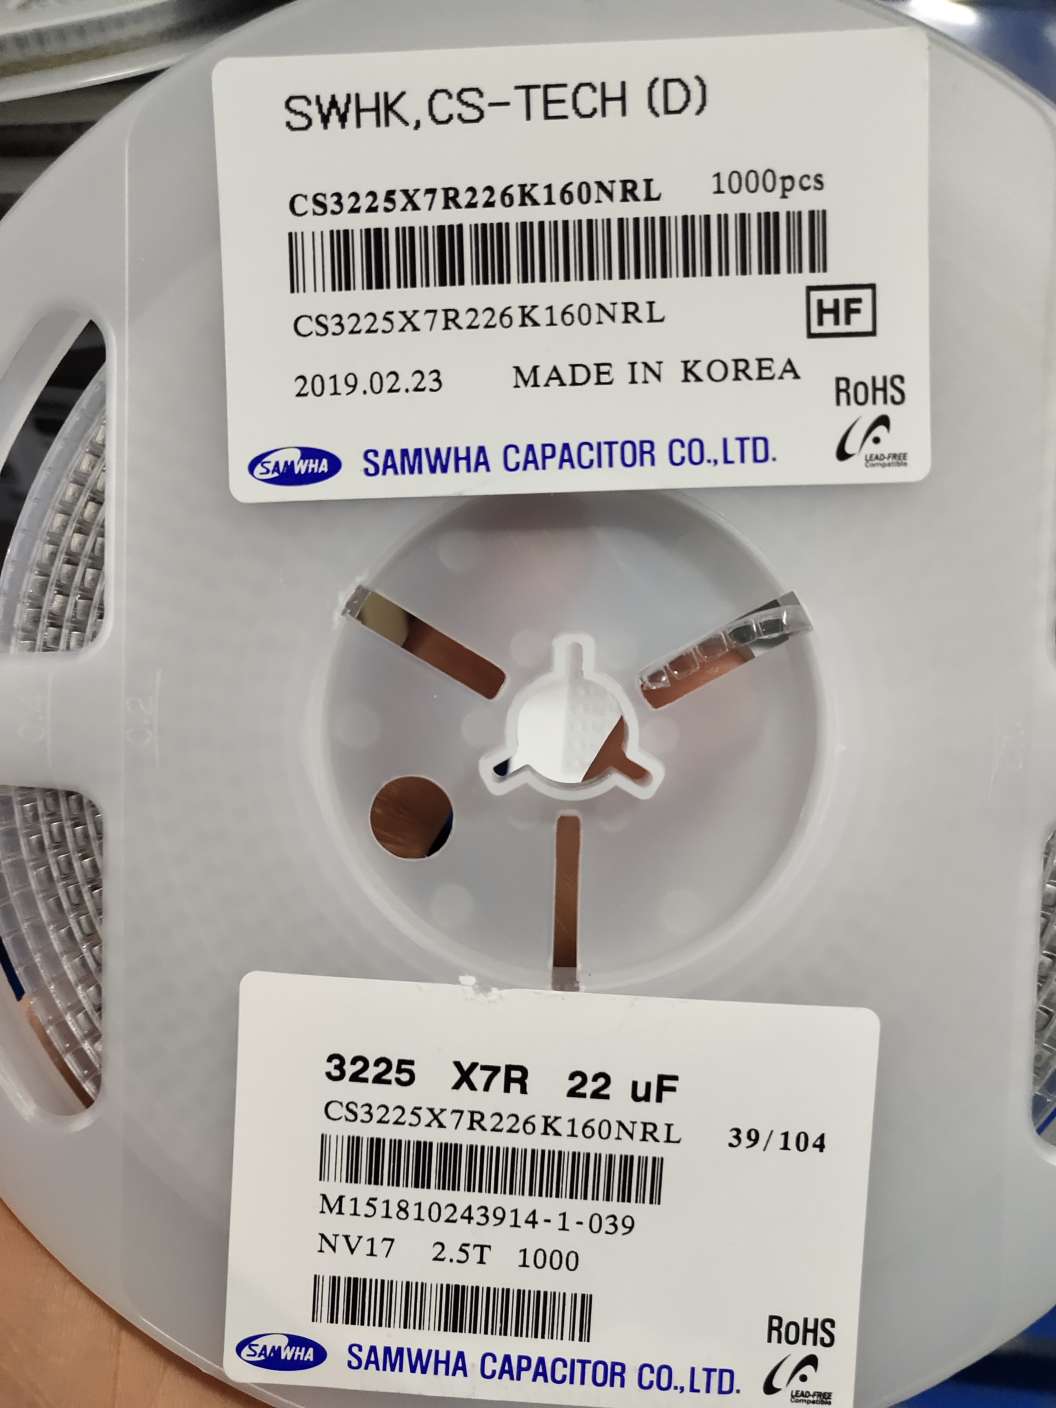 SWHK,CS-TECH (D)
CS3225X7R226K160NRL 1000pcs
CS3225X7R226K160NRL
HF
2019.02.23 MADE IN KOREA
RoHS
SAMWHA SAMWHA CAPACITOR CO.,LTD.
LEAD-FREE
Compatible
C.2
3225 X7R 22 uF
CS3225X7R226K160NRL 39/104
M151810243914-1-039
NV17 2.5T 1000
RoHS
SAMWHA SAMWHA CAPACITOR CO.,LTD.
LEAD-FREE
Compatible